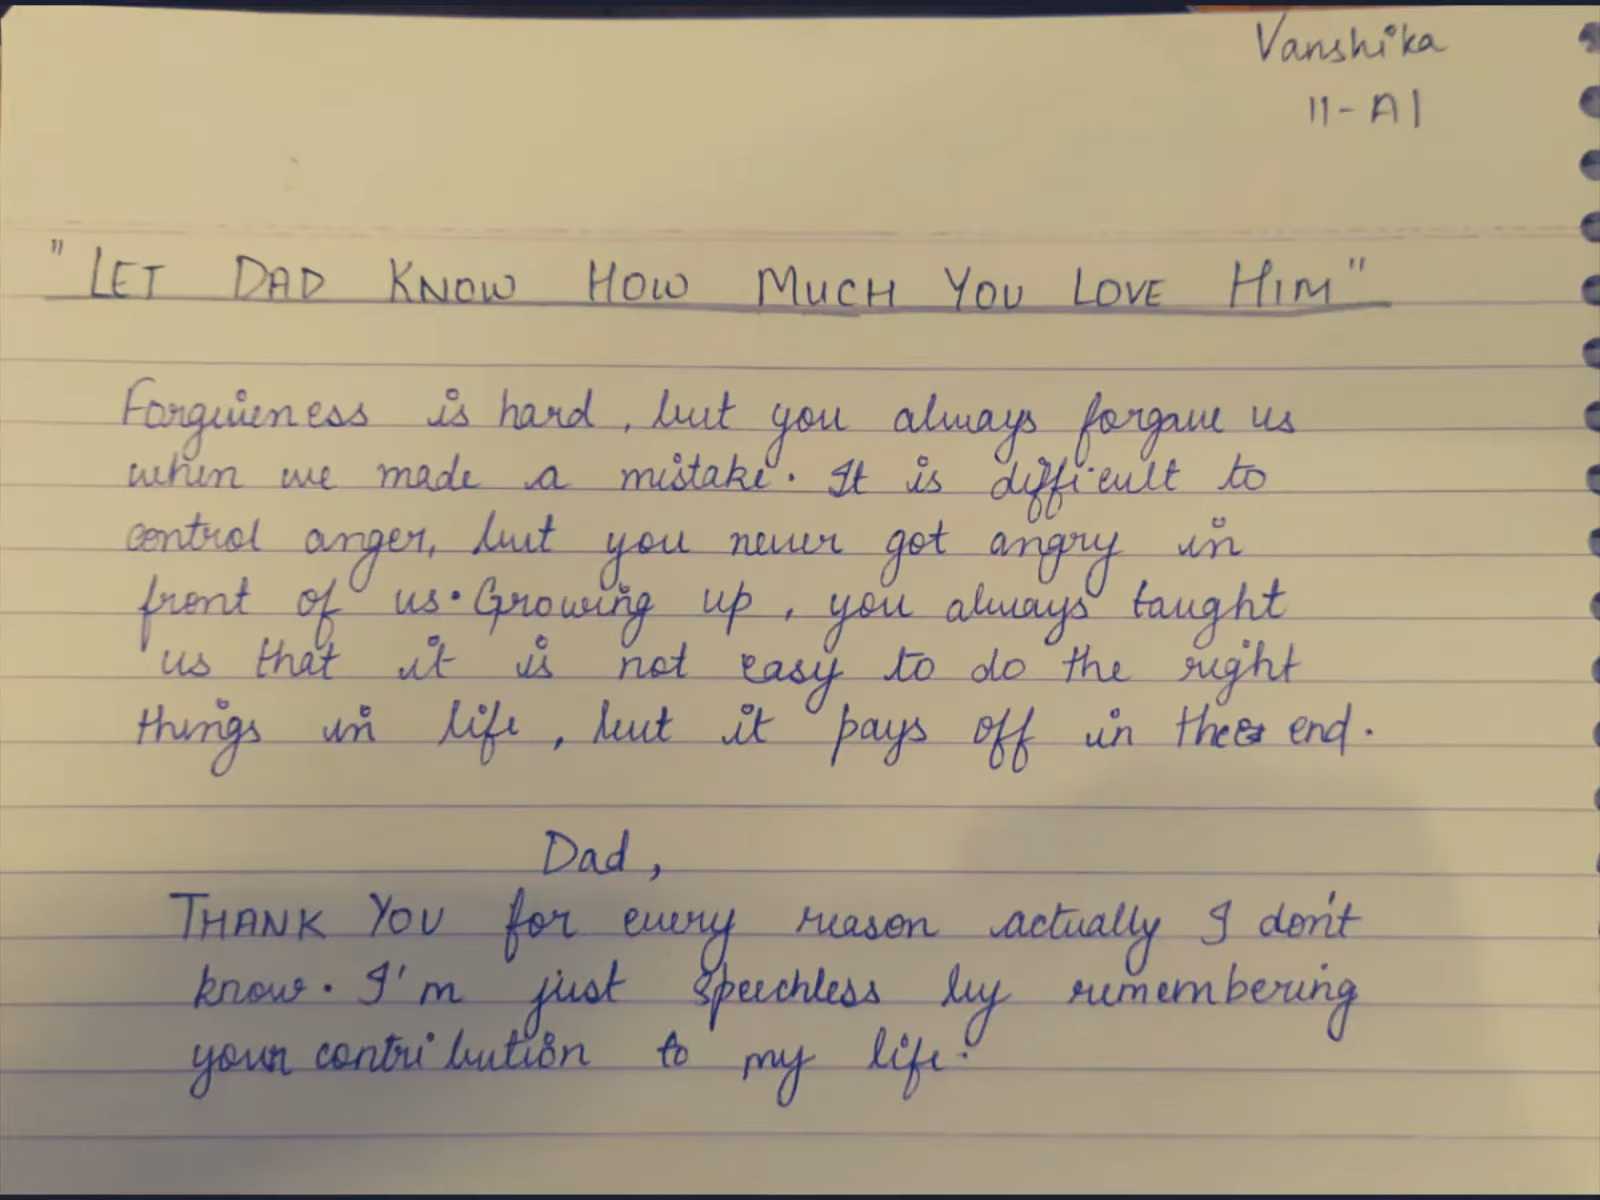 Vanshika
11-A1
"LET DAD KNOW HOW MUCH YOU LOVE HIM"
Forgiveness is hard, but you always forgave us
when we made a mistake. It is difficult to
control anger, but you never got angry in
front of us. Growing up, you always taught
us that it is not easy to do the right
things in life, but it pays off in the end.
Dad,
THANK YOU for every reason actually I don't
know. I'm just speechless by remembering
your contribution to my life.